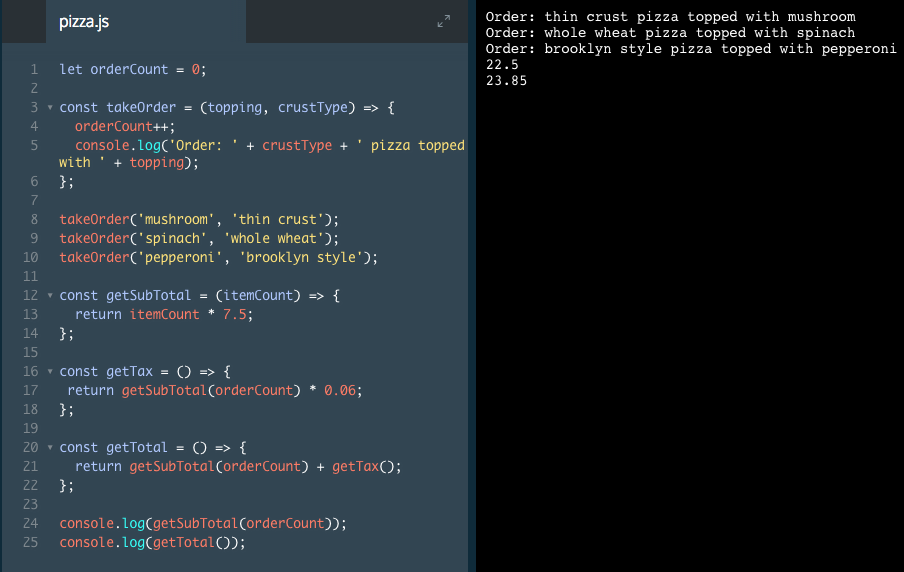 pizza.js
1 let orderCount = 0;
2
3 const takeOrder = (topping, crustType) => {
4   orderCount++;
5   console.log('Order: ' + crustType + ' pizza topped
with ' + topping);
6 };
7
8 takeOrder('mushroom', 'thin crust');
9 takeOrder('spinach', 'whole wheat');
10 takeOrder('pepperoni', 'brooklyn style');
11
12 const getSubTotal = (itemCount) => {
13   return itemCount * 7.5;
14 };
15
16 const getTax = () => {
17  return getSubTotal(orderCount) * 0.06;
18 };
19
20 const getTotal = () => {
21   return getSubTotal(orderCount) + getTax();
22 };
23
24 console.log(getSubTotal(orderCount));
25 console.log(getTotal());
Order: thin crust pizza topped with mushroom
Order: whole wheat pizza topped with spinach
Order: brooklyn style pizza topped with pepperoni
22.5
23.85